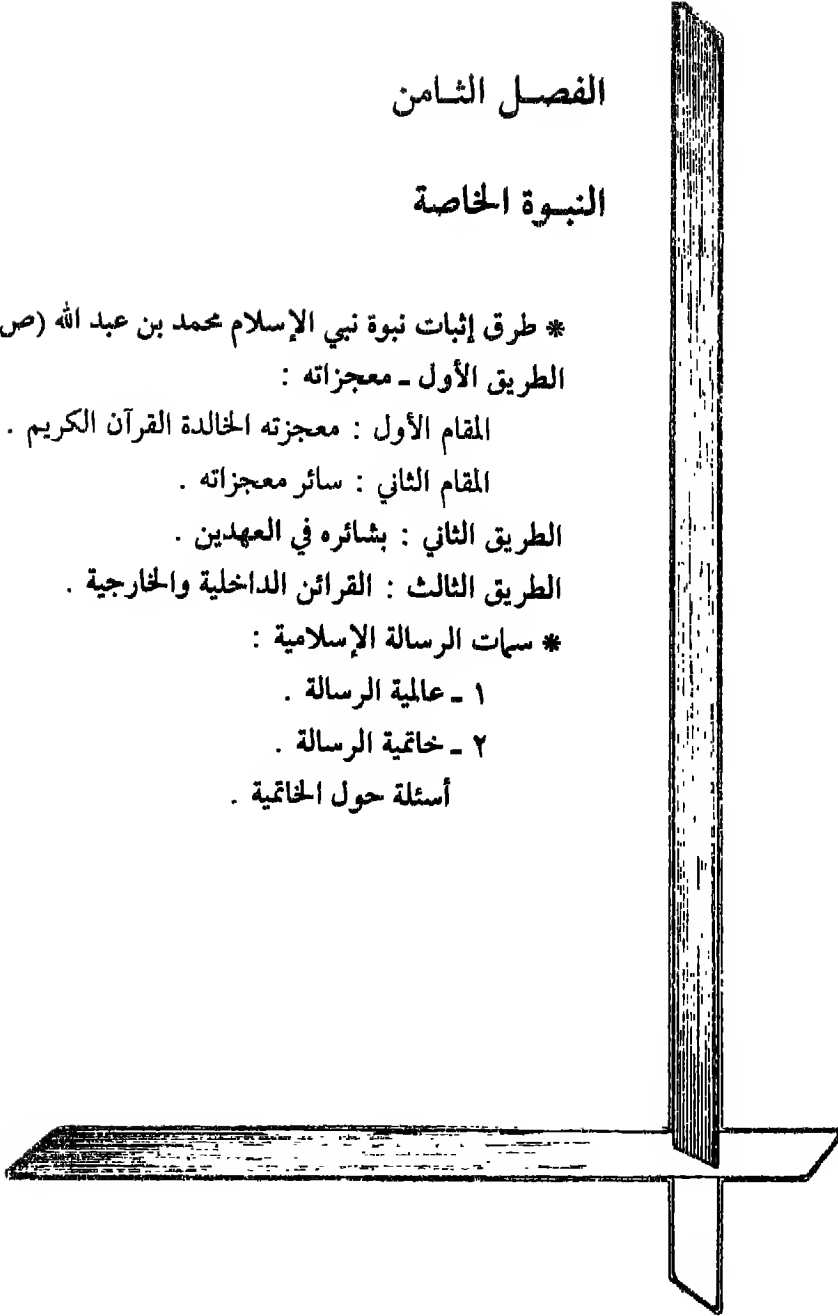 الفصل الثامن
النبوة الخاصة
* طرق إثبات نبوة نبي الإسلام محمد بن عبد الله (ص
الطريق الأول ـ معجزاته :
المقام الأول : معجزته الخالدة القرآن الكريم .
المقام الثاني : سائر معجزاته .
الطريق الثاني : بشائره في العهدين .
الطريق الثالث : القرائن الداخلية والخارجية .
* سمات الرسالة الإسلامية :
١ ـ عالمية الرسالة .
٢ ـ خاتمية الرسالة .
أسئلة حول الخاتمية .